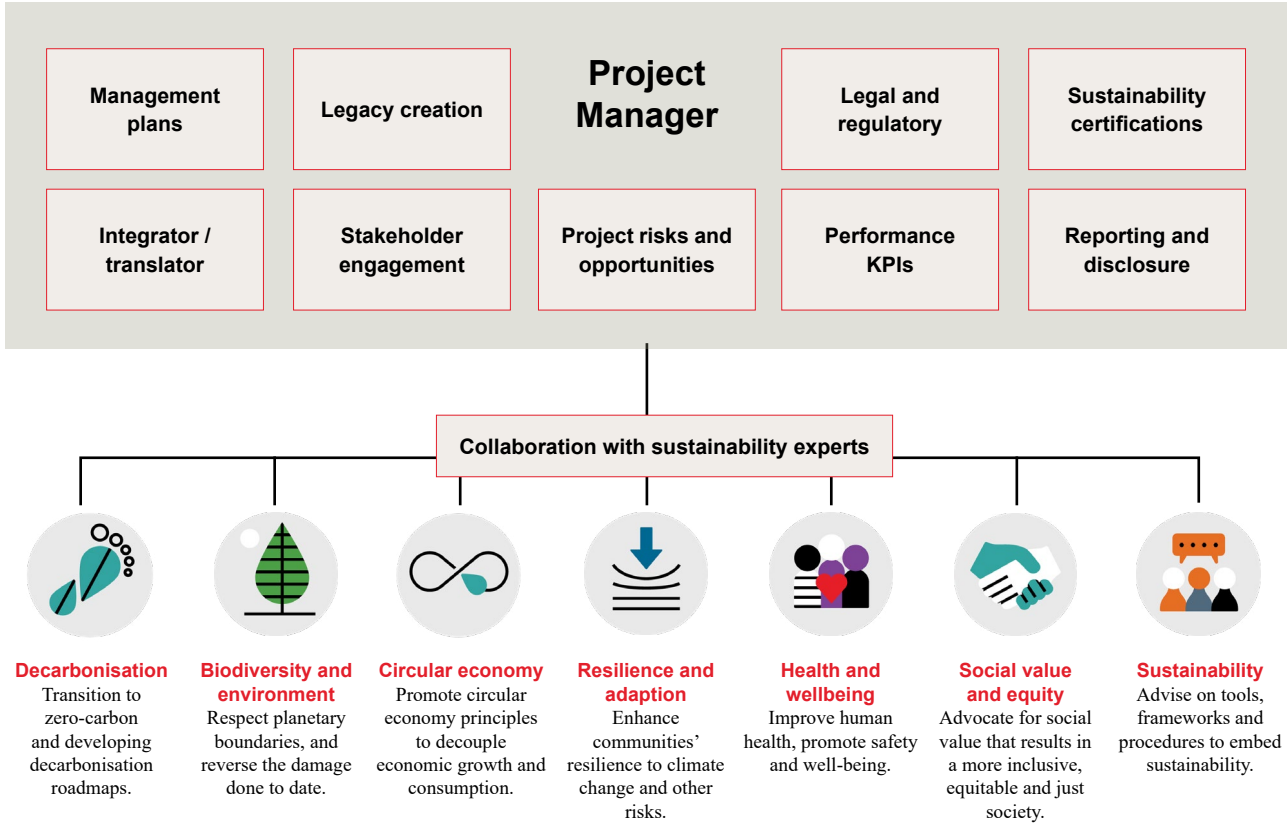 Project
Manager
Management
plans
Legacy creation
Legal and
regulatory
Sustainability
certifications
Integrator /
translator
Stakeholder
engagement
Project risks and
opportunities
Performance
KPIs
Reporting and
disclosure
Collaboration with sustainability experts
Decarbonisation
Transition to
zero-carbon
and developing
decarbonisation
roadmaps.
Biodiversity and
environment
Respect planetary
boundaries, and
reverse the damage
done to date.
Circular economy
Promote circular
economy principles
to decouple
economic growth and
consumption.
Resilience and
adaption
Enhance
communities’
resilience to climate
change and other
risks.
Health and
wellbeing
Improve human
health, promote safety
and well-being.
Social value
and equity
Advocate for social
value that results in
a more inclusive,
equitable and just
society.
Sustainability
Advise on tools,
frameworks and
procedures to embed
sustainability.